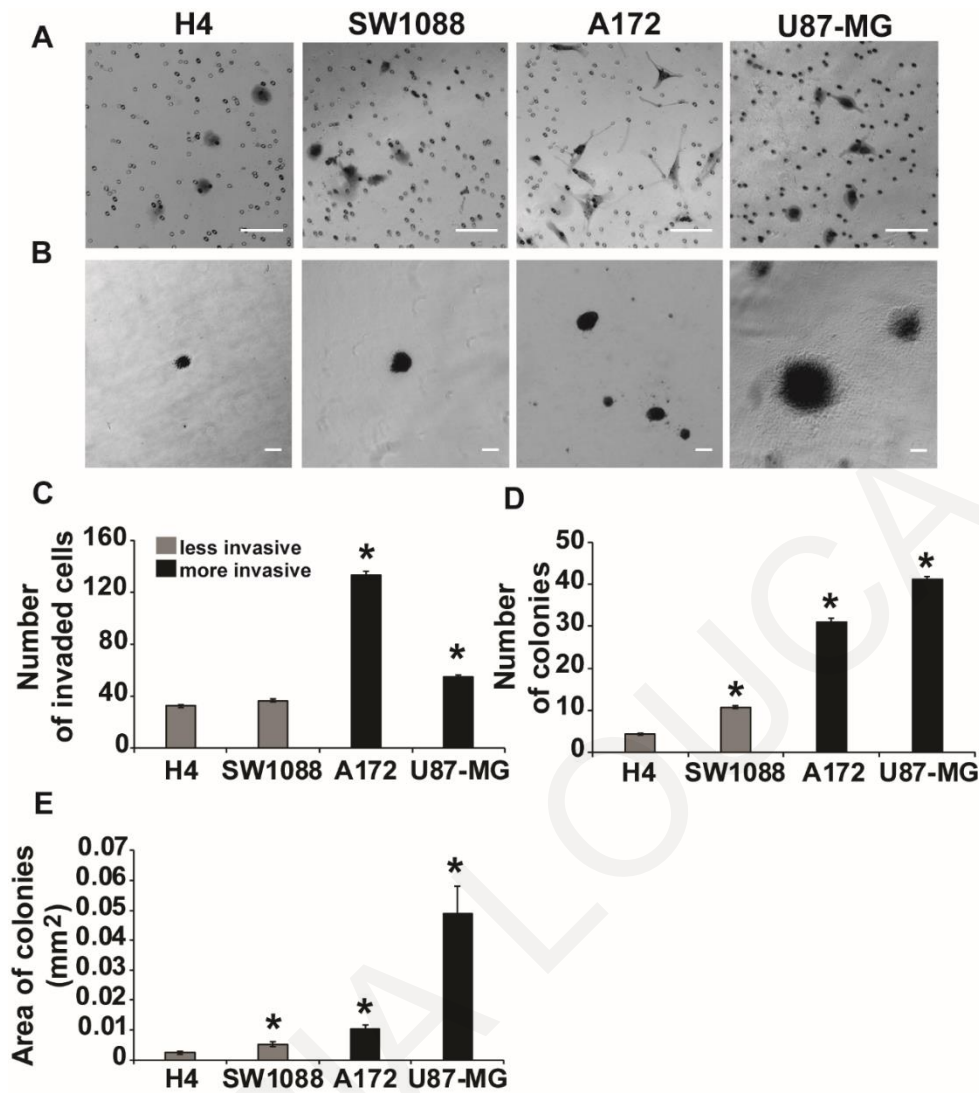 H4 SW1088 A172 U87-MG
A
B
C
Number
of invaded cells
160
120
80
40
0
less invasive
more invasive
*
*
H4 SW1088 A172 U87-MG
D
Number
of colonies
50
40
30
20
10
0
*
*
*
H4 SW1088 A172 U87-MG
E
Area of colonies
(mm²)
0.07
0.06
0.05
0.04
0.03
0.02
0.01
0
*
*
*
H4 SW1088 A172 U87-MG
IA LOUCA